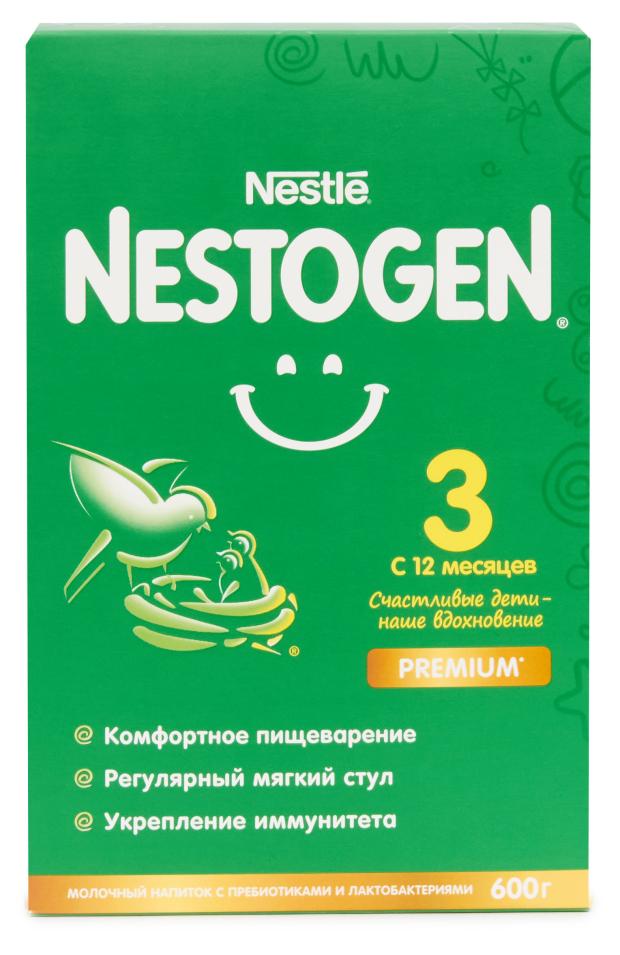 Nestlé®
NESTOGEN®
3
С 12 месяцев
Счастливые дети –
наше вдохновение
PREMIUM*
Комфортное пищеварение
Регулярный мягкий стул
Укрепление иммунитета
МОЛОЧНЫЙ НАПИТОК С ПРЕБИОТИКАМИ И ЛАКТОБАКТЕРИЯМИ 600г